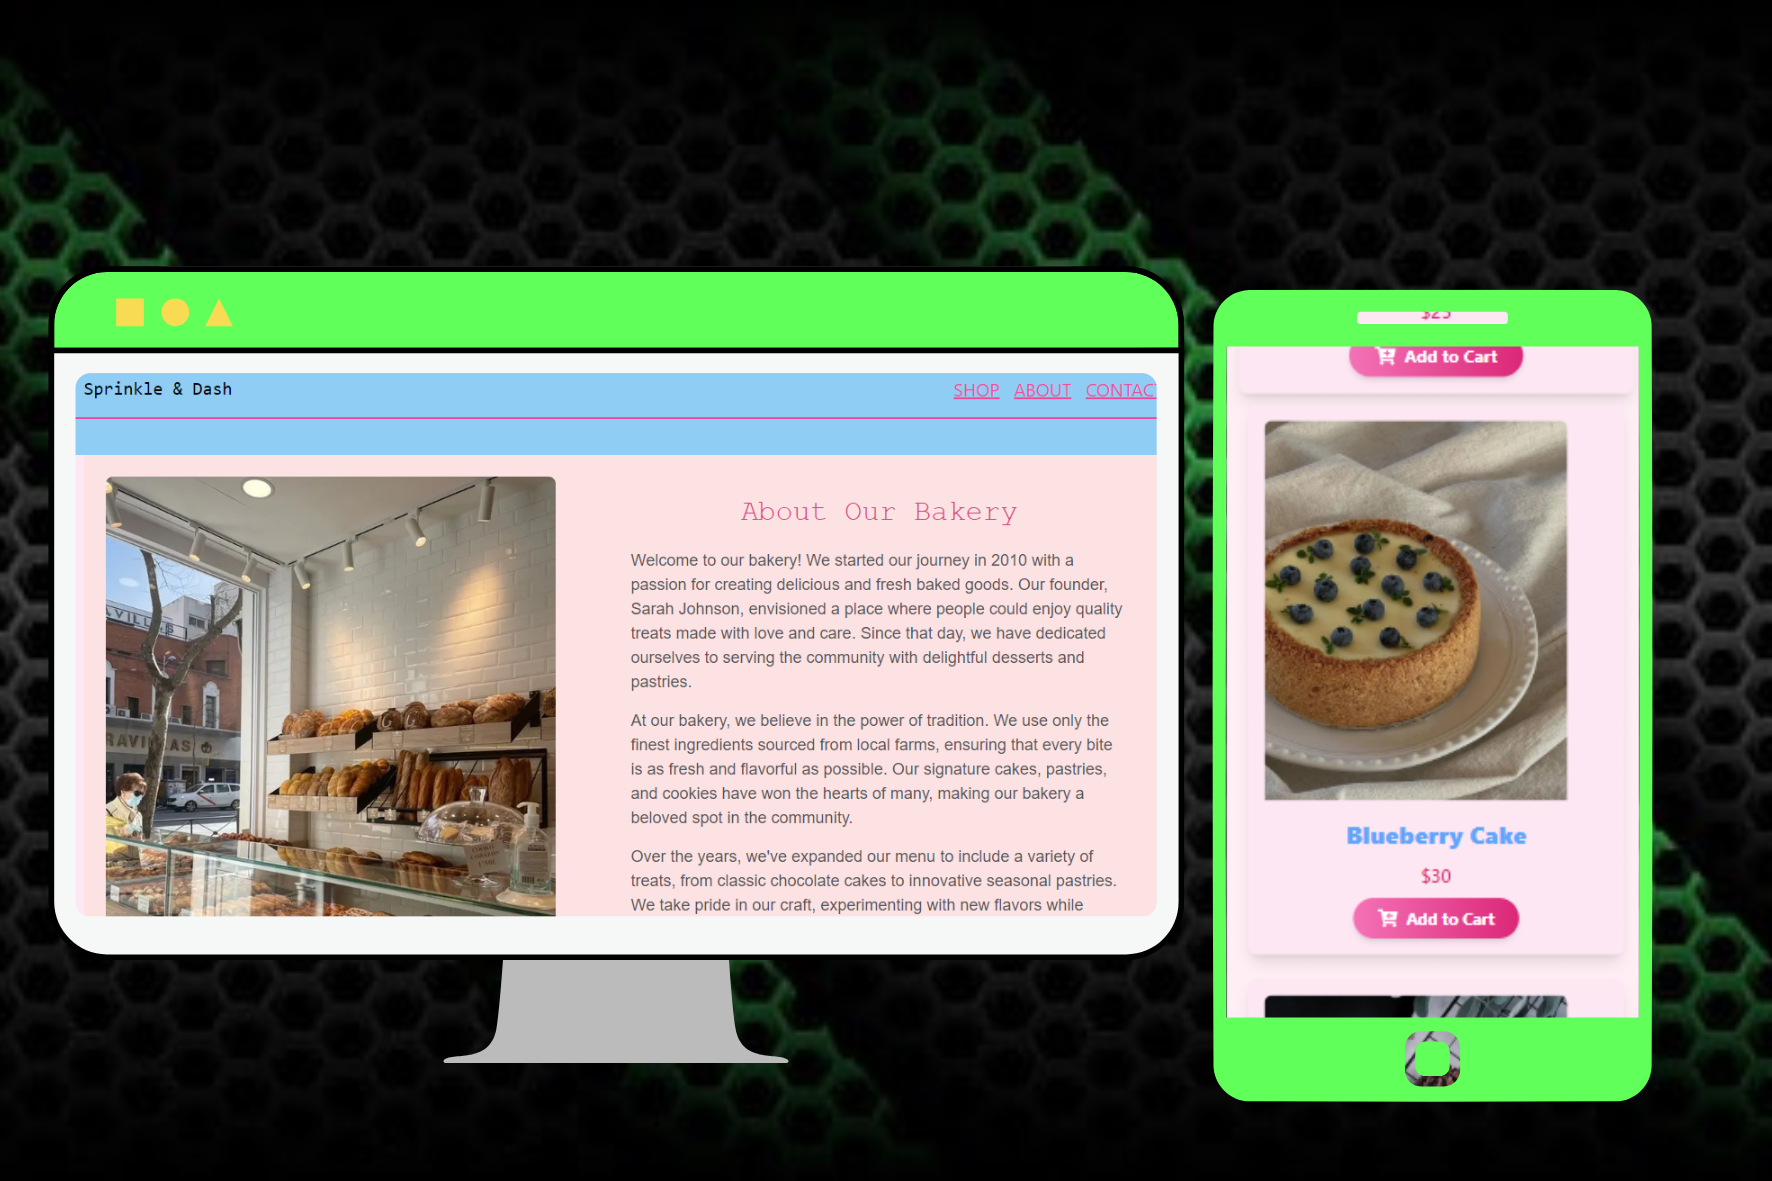 Sprinkle & Dash
SHOP ABOUT CONTACT
About Our Bakery
Welcome to our bakery! We started our journey in 2010 with a
passion for creating delicious and fresh baked goods. Our founder,
Sarah Johnson, envisioned a place where people could enjoy quality
treats made with love and care. Since that day, we have dedicated
ourselves to serving the community with delightful desserts and
pastries.
At our bakery, we believe in the power of tradition. We use only the
finest ingredients sourced from local farms, ensuring that every bite
is as fresh and flavorful as possible. Our signature cakes, pastries,
and cookies have won the hearts of many, making our bakery a
beloved spot in the community.
Over the years, we've expanded our menu to include a variety of
treats, from classic chocolate cakes to innovative seasonal pastries.
We take pride in our craft, experimenting with new flavors while
AVILLAS
RAVILLAS
$25
Add to Cart
Blueberry Cake
$30
Add to Cart